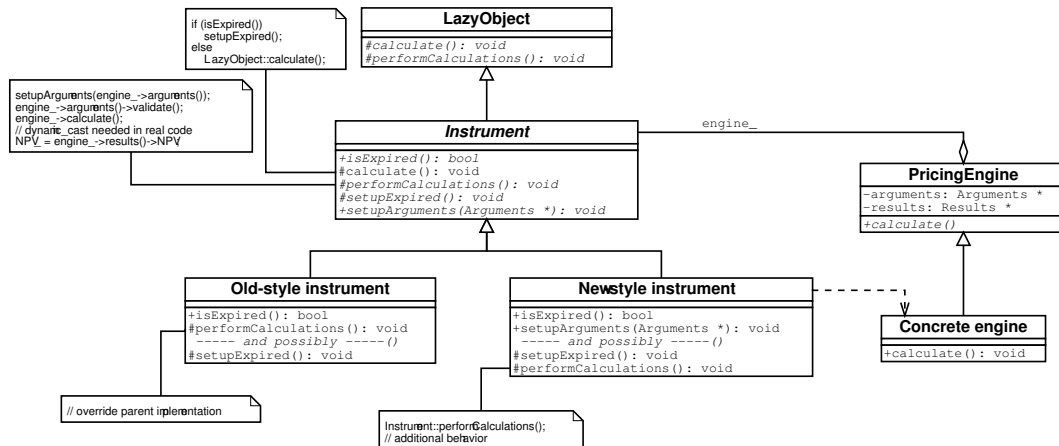 if (isExpired())
setupExpired();
else
LazyObject::calculate();
LazyObject
#calculate(): void
#performCalculations(): void
setupArguments(engine_->arguments());
engine_->arguments()->validate();
engine_->calculate();
// dynamic_cast needed in real code
NPV_ = engine_->results()->NPV;
Instrument
+isExpired(): bool
#calculate(): void
#performCalculations(): void
#setupExpired(): void
+setupArguments(Arguments *): void
engine_
PricingEngine
-arguments: Arguments *
-results: Results *
+calculate()
Old-style instrument
+isExpired(): bool
#performCalculations(): void
----- and possibly -----()
#setupExpired(): void
New-style instrument
+isExpired(): bool
+setupArguments(Arguments *): void
----- and possibly -----()
#setupExpired(): void
#performCalculations(): void
Concrete engine
+calculate(): void
// override parent implementation
Instrument::performCalculations();
// additional behavior